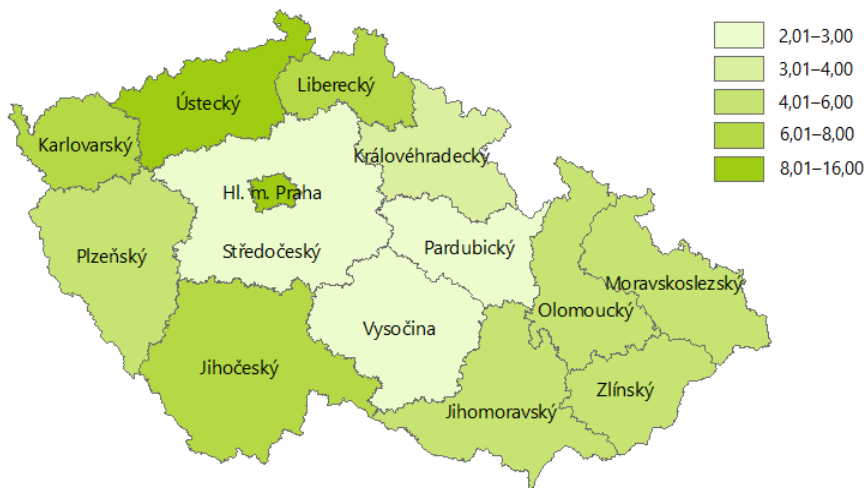 2,01–3,00
3,01–4,00
4,01–6,00
6,01–8,00
8,01–16,00
Liberecký
Ústecký
Karlovarský
Královéhradecký
Hl. m. Praha
Středočeský
Pardubický
Plzeňský
Moravskoslezský
Olomoucký
Vysočina
Jihočeský
Zlínský
Jihomoravský